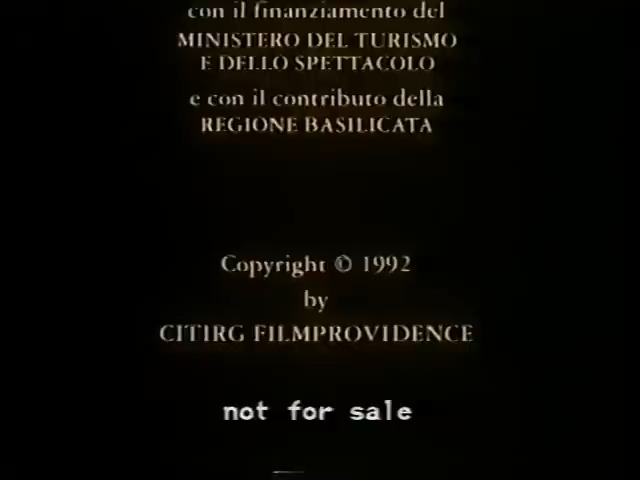 con il finanziamento del
MINISTERO DEL TURISMO
E DELLO SPETTACOLO
e con il contributo della
REGIONE BASILICATA
Copyright © 1992
by
CITIRG FILMPROVIDENCE
not for sale